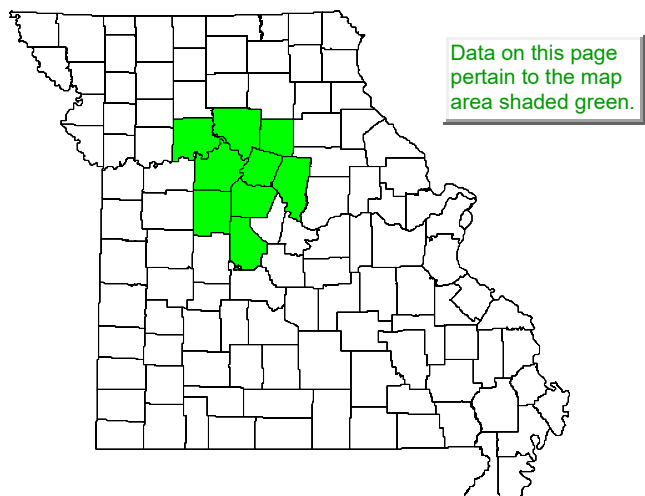 Data on this page
pertain to the map
area shaded green.